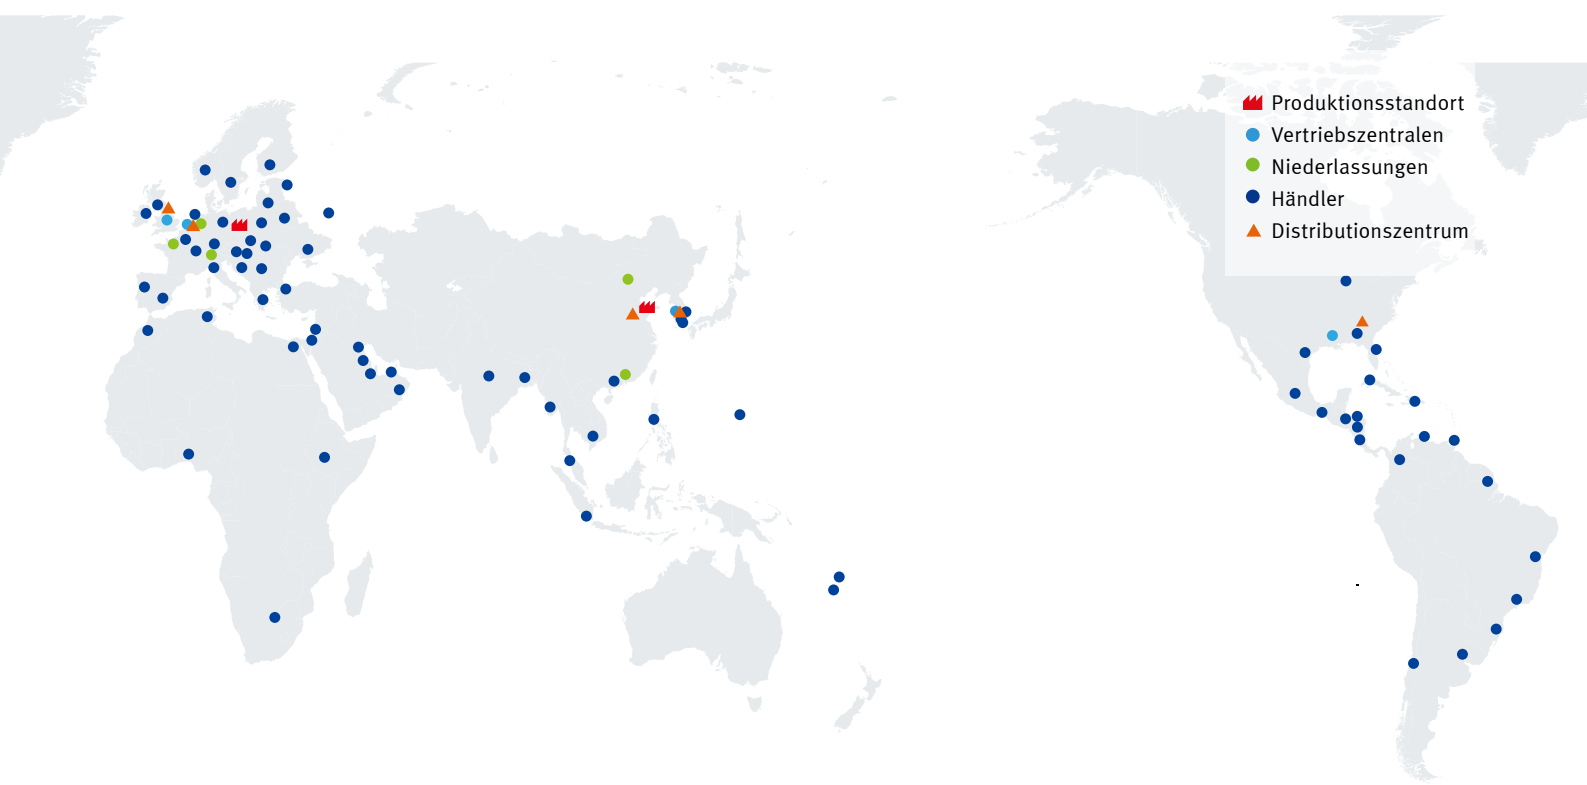 Produktionsstandort
Vertriebszentralen
Niederlassungen
Händler
Distributionszentrum